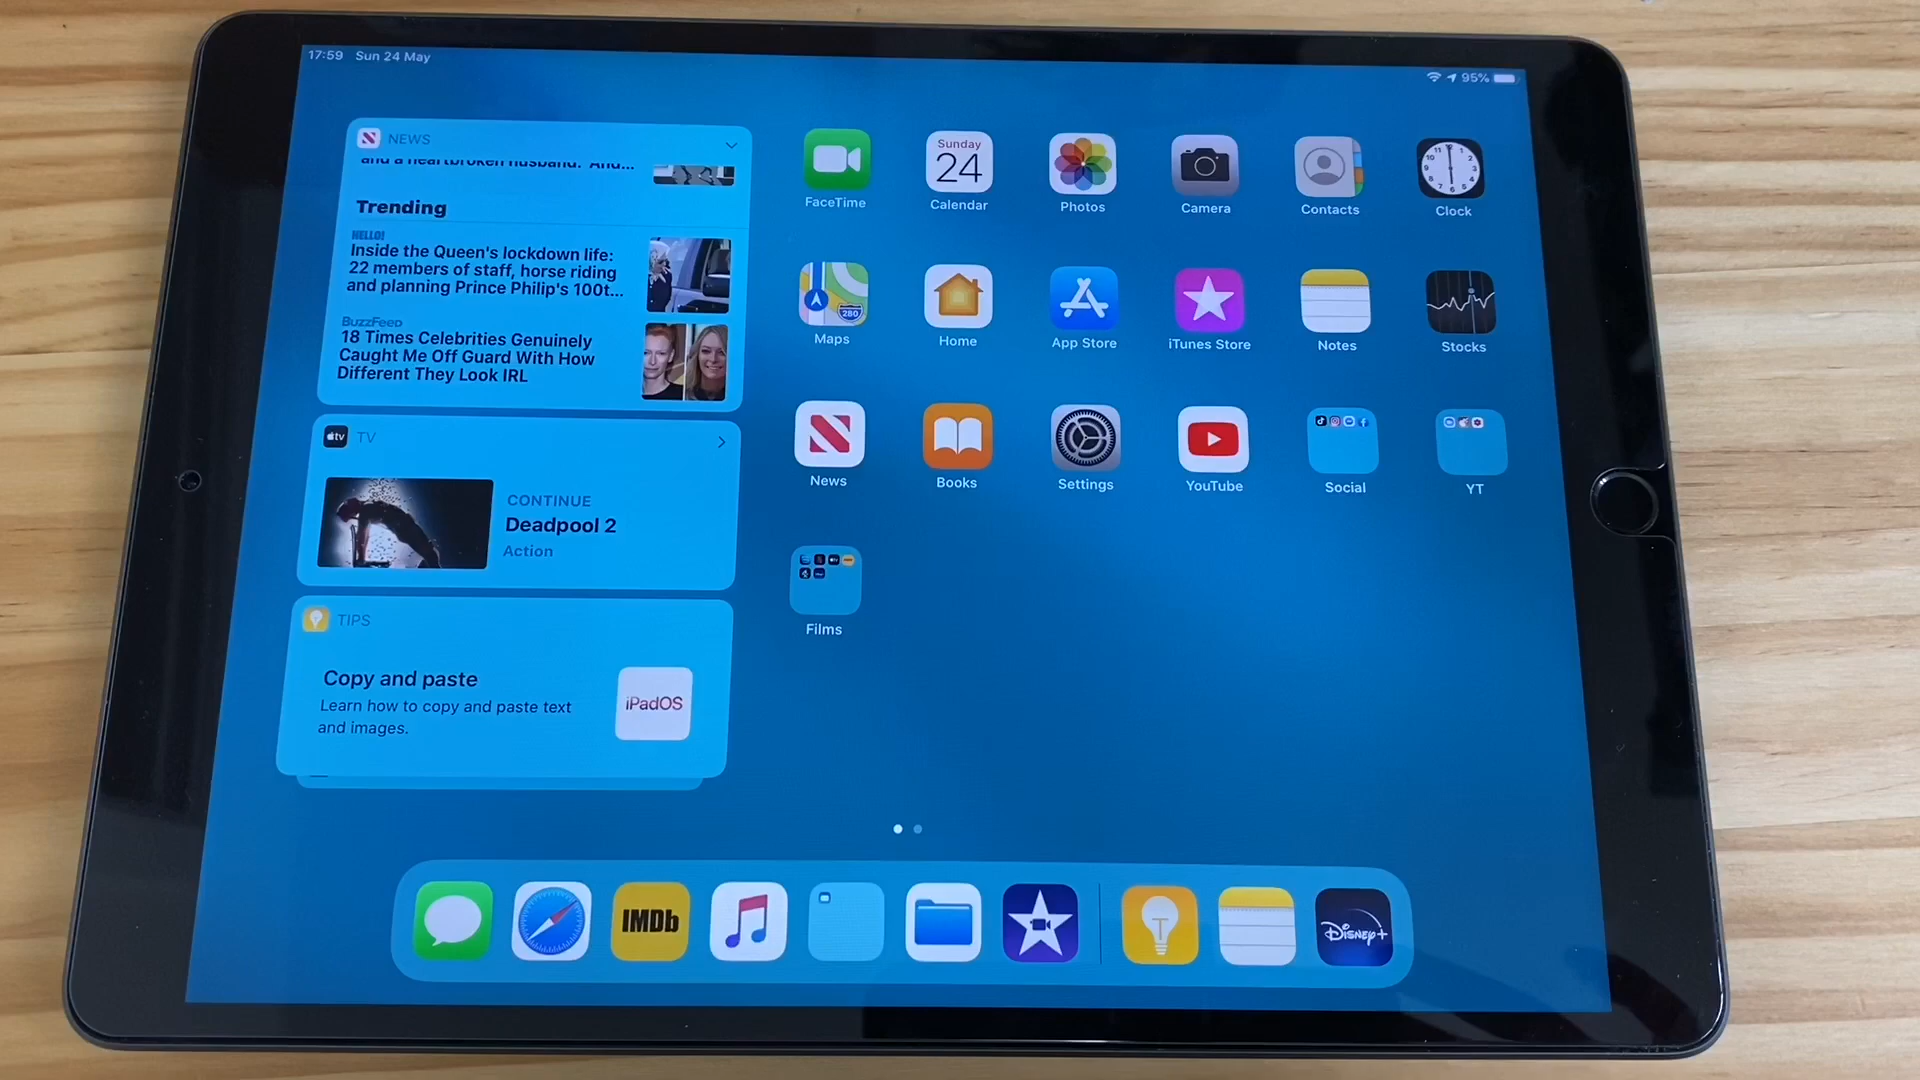 17:59 Sun 24 May
95%
NEWS
and a heartbroken husband. 'And...
Trending
HELLO!
Inside the Queen's lockdown life:
22 members of staff, horse riding
and planning Prince Philip's 100t...
BuzzFeed
18 Times Celebrities Genuinely
Caught Me Off Guard With How
Different They Look IRL
tv TV
CONTINUE
Deadpool 2
Action
TIPS
Copy and paste
Learn how to copy and paste text
and images.
iPadOS
Sunday
24
FaceTime Calendar Photos Camera Contacts Clock
280
Maps Home App Store iTunes Store Notes Stocks
News Books Settings YouTube Social YT
Films
IMDb
Disney+